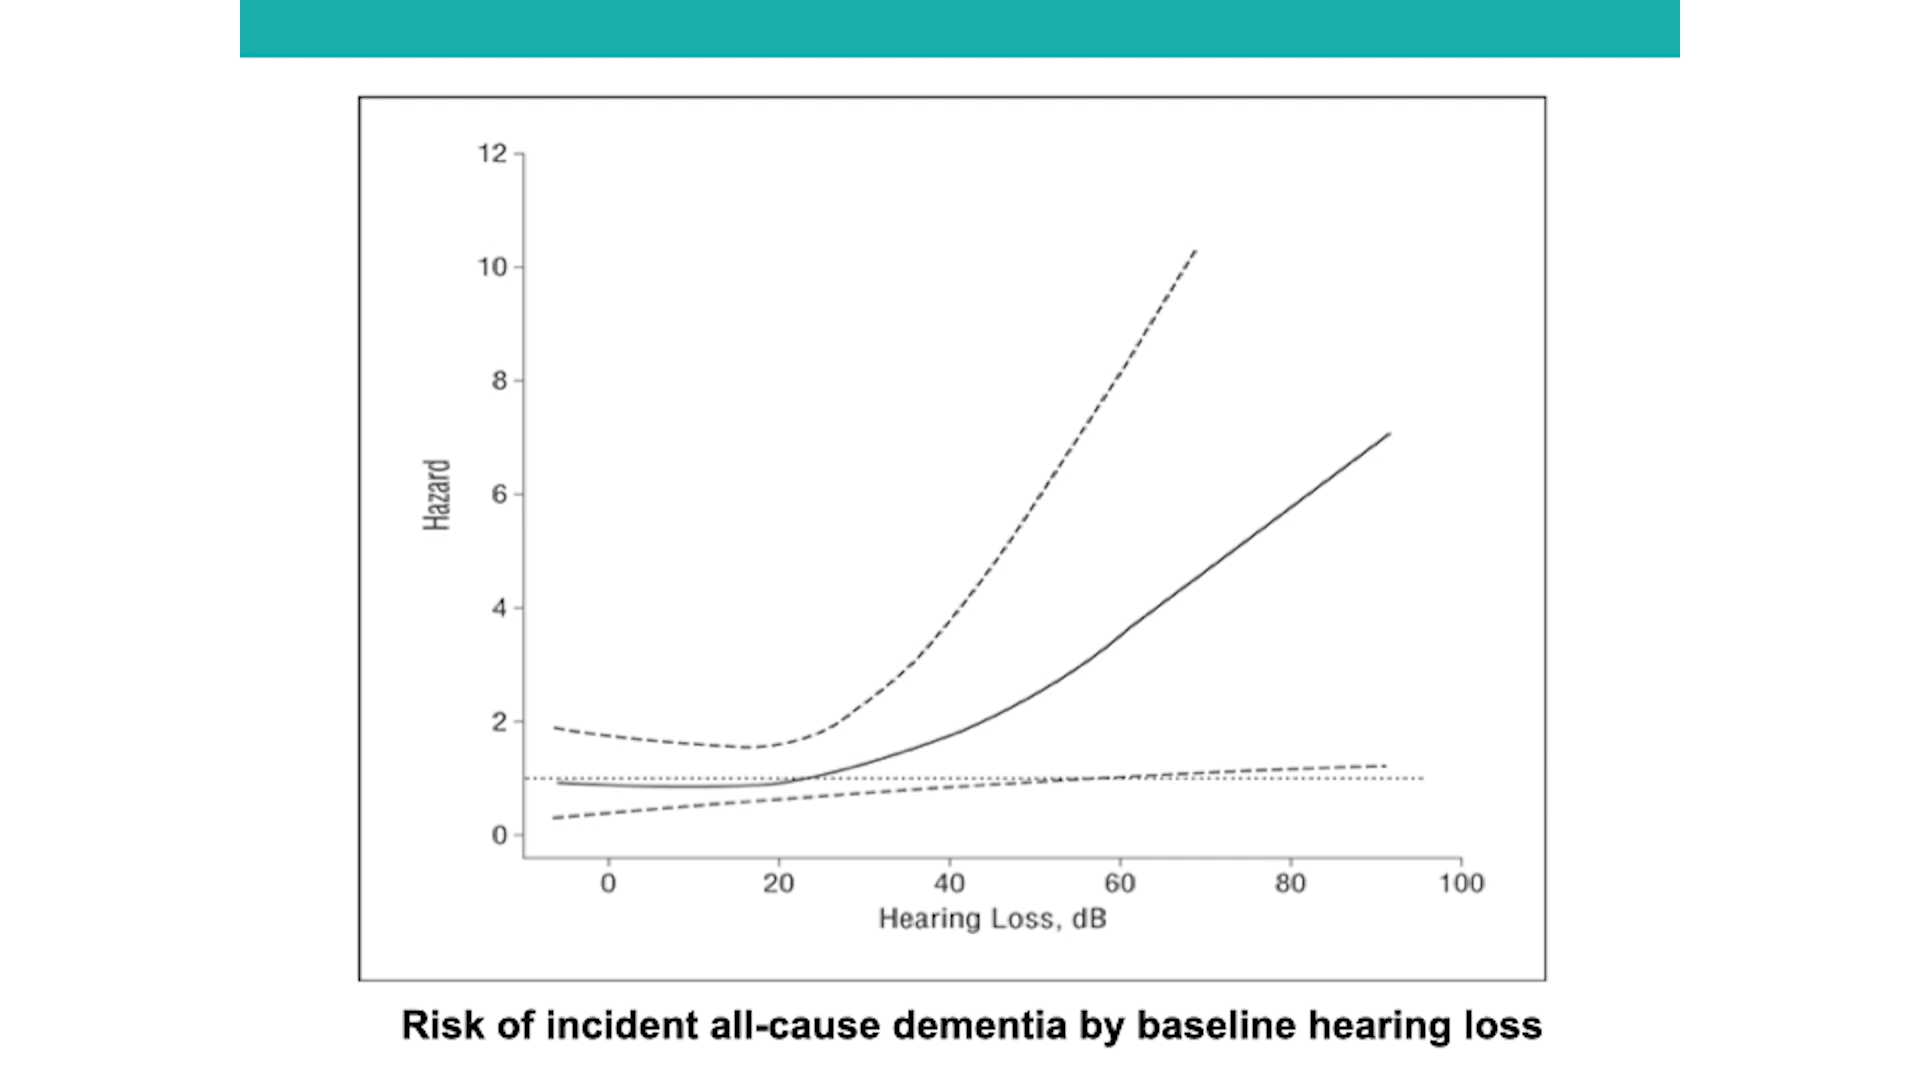 12
10
8
6
4
2
0
Hazard
0 20 40 60 80 100
Hearing Loss, dB
Risk of incident all-cause dementia by baseline hearing loss